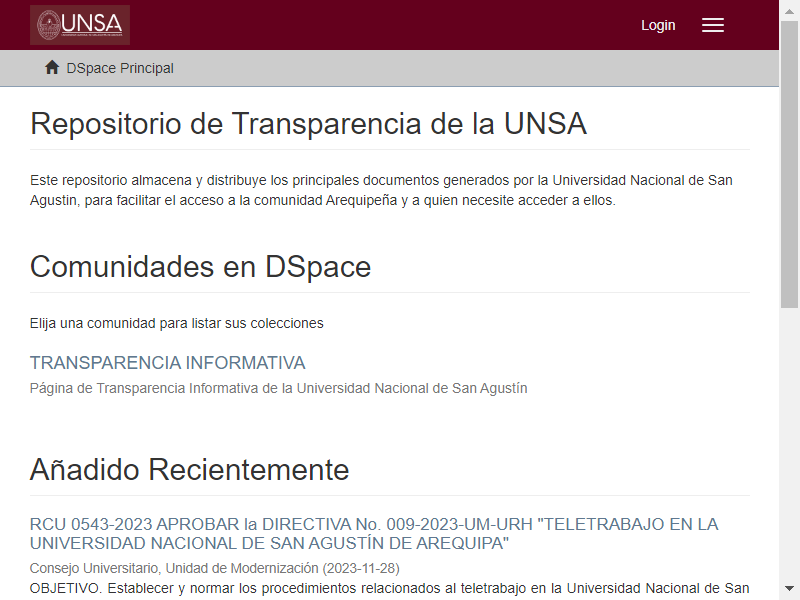 UNSA
Login
DSpace Principal
Repositorio de Transparencia de la UNSA
Este repositorio almacena y distribuye los principales documentos generados por la Universidad Nacional de San
Agustin, para facilitar el acceso a la comunidad Arequipeña y a quien necesite acceder a ellos.
Comunidades en DSpace
Elija una comunidad para listar sus colecciones
TRANSPARENCIA INFORMATIVA
Página de Transparencia Informativa de la Universidad Nacional de San Agustín
Añadido Recientemente
RCU 0543-2023 APROBAR la DIRECTIVA No. 009-2023-UM-URH "TELETRABAJO EN LA
UNIVERSIDAD NACIONAL DE SAN AGUSTÍN DE AREQUIPA"
Consejo Universitario, Unidad de Modernización (2023-11-28)
OBJETIVO. Establecer y normar los procedimientos relacionados al teletrabajo en la Universidad Nacional de San